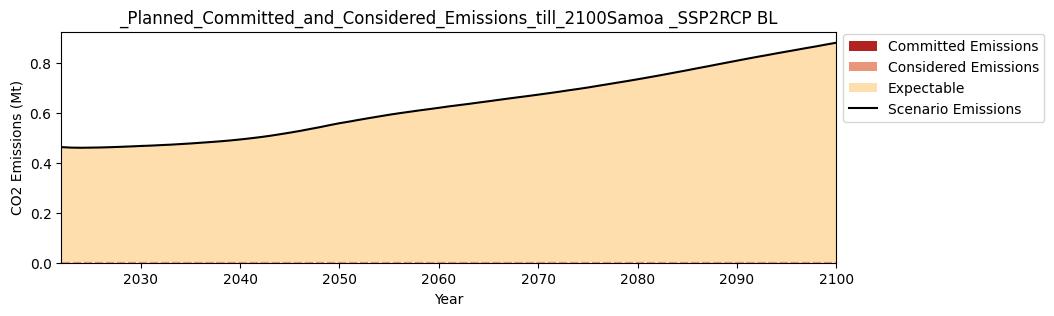 _Planned_Committed_and_Considered_Emissions_till_2100Samoa _SSP2RCP BL
CO2 Emissions (Mt)
0.8
0.6
0.4
0.2
0.0
2030 2040 2050 2060 2070 2080 2090 2100
Year
Committed Emissions
Considered Emissions
Expectable
Scenario Emissions